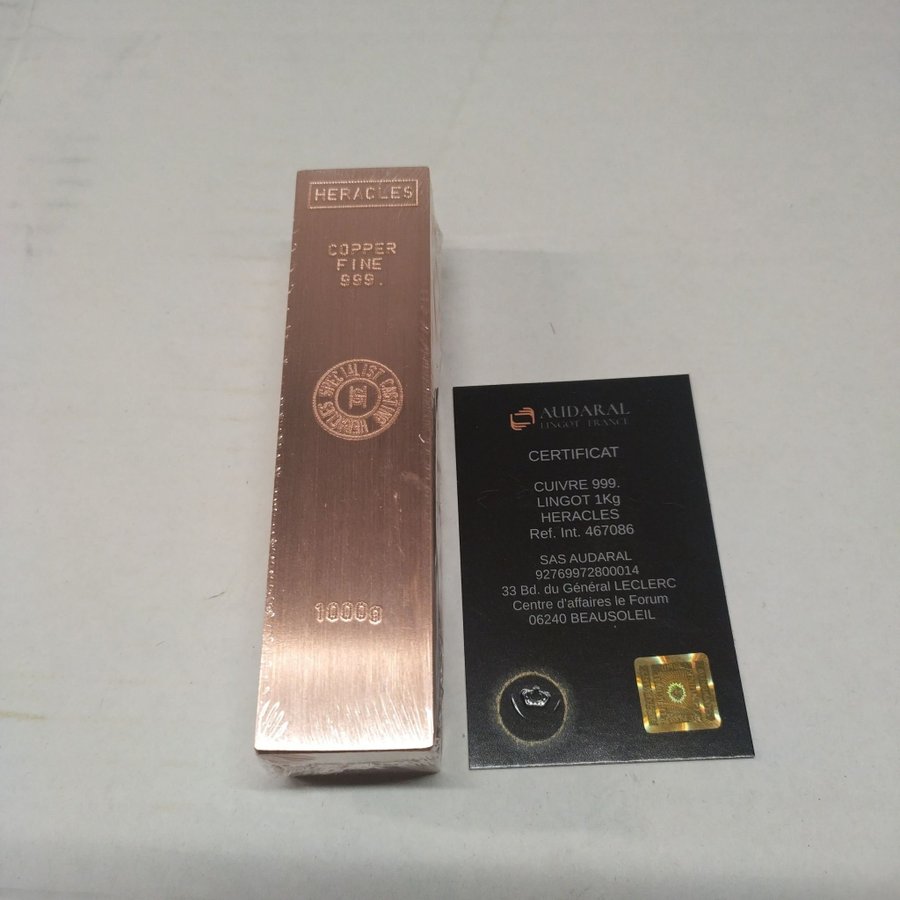 HERACLES
COPPER
FINE
999.
HERACLES SPECIALIST CASTING
1000g
AUDARAL
LINGOT FRANCE
CERTIFICAT
CUIVRE 999.
LINGOT 1Kg
HERACLES
Ref. Int. 467086
SAS AUDARAL
92769972800014
33 Bd. du Général LECLERC
Centre d'affaires le Forum
06240 BEAUSOLEIL